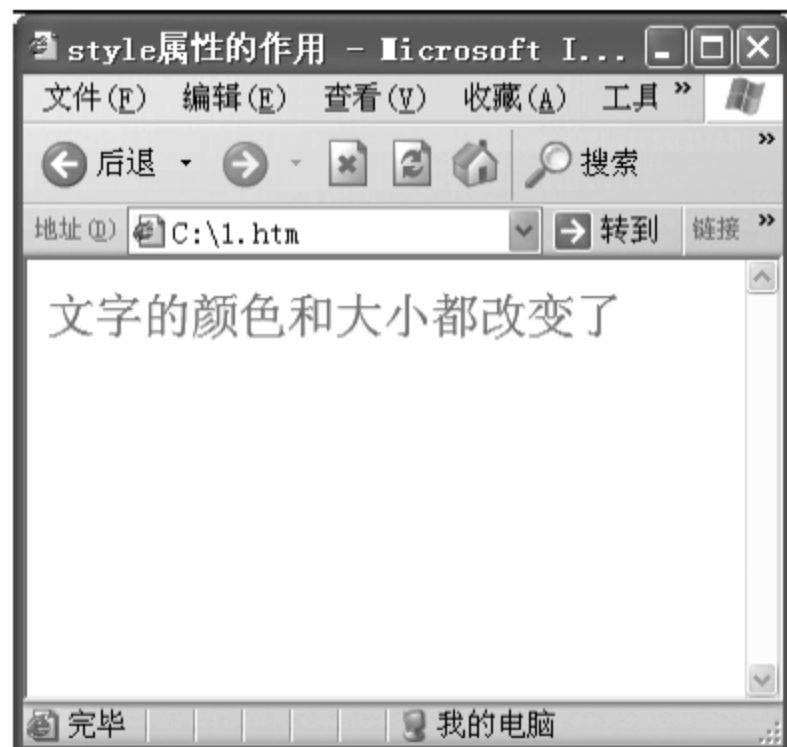 style属性的作用 - Microsoft I...
文件(F) 编辑(E) 查看(V) 收藏(A) 工具 »
后退 搜索 »
地址(D) C:\1.htm 转到 链接 »
文字的颜色和大小都改变了
完毕 我的电脑